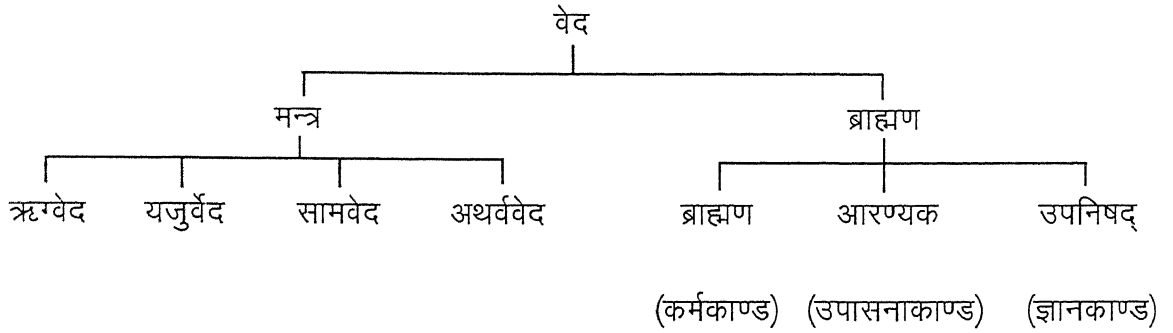 वेद
मन्त्र ब्राह्मण
ऋग्वेद यजुर्वेद सामवेद अथर्ववेद ब्राह्मण आरण्यक उपनिषद्
(कर्मकाण्ड) (उपासनाकाण्ड) (ज्ञानकाण्ड)